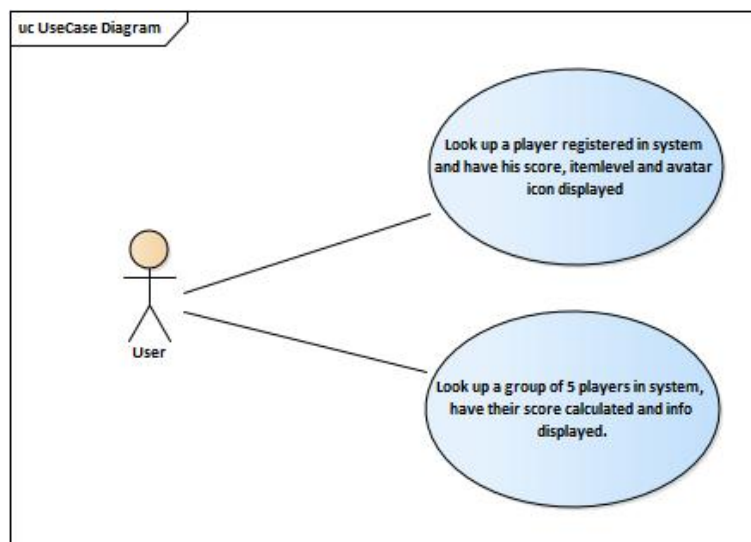 uc UseCase Diagram
Look up a player registered in system
and have his score, itemlevel and avatar
icon displayed
User
Look up a group of 5 players in system,
have their score calculated and info
displayed.